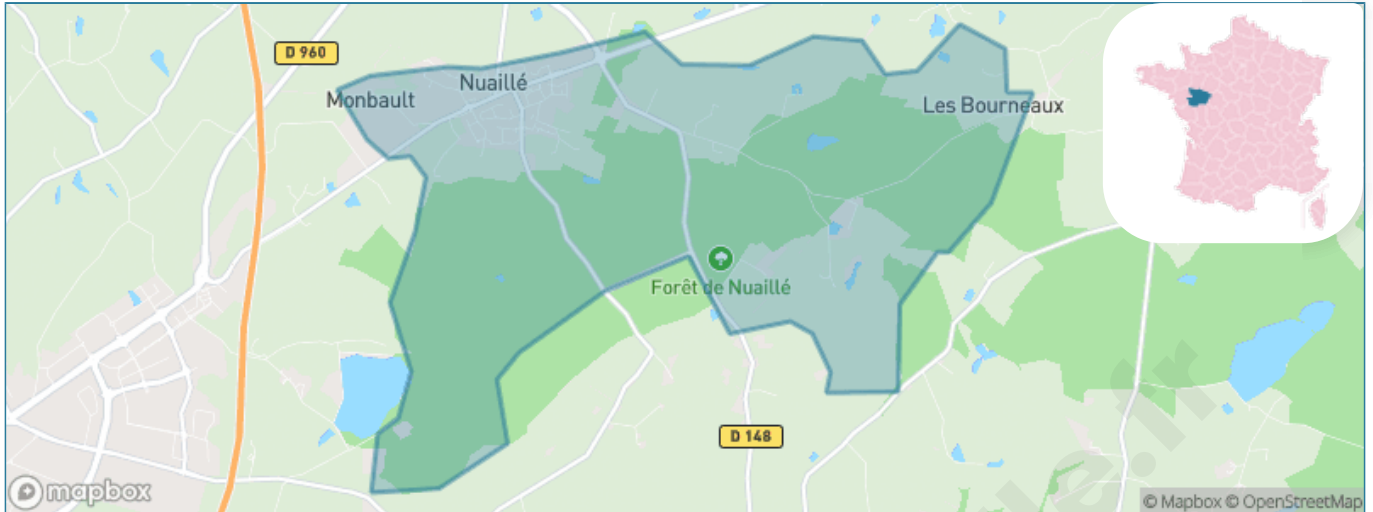 D 960
Nuaillé
Monbault
Les Bourneaux
Forêt de Nuaillé
D 148
mapbox
© Mapbox © OpenStreetMap